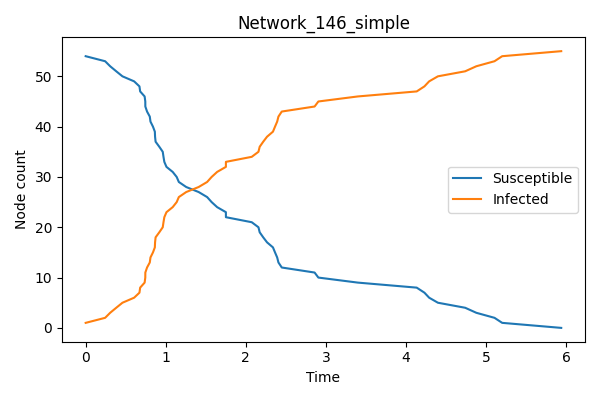 Network_146_simple
Node count
50
40
30
20
10
0
Susceptible
Infected
0 1 2 3 4 5 6
Time